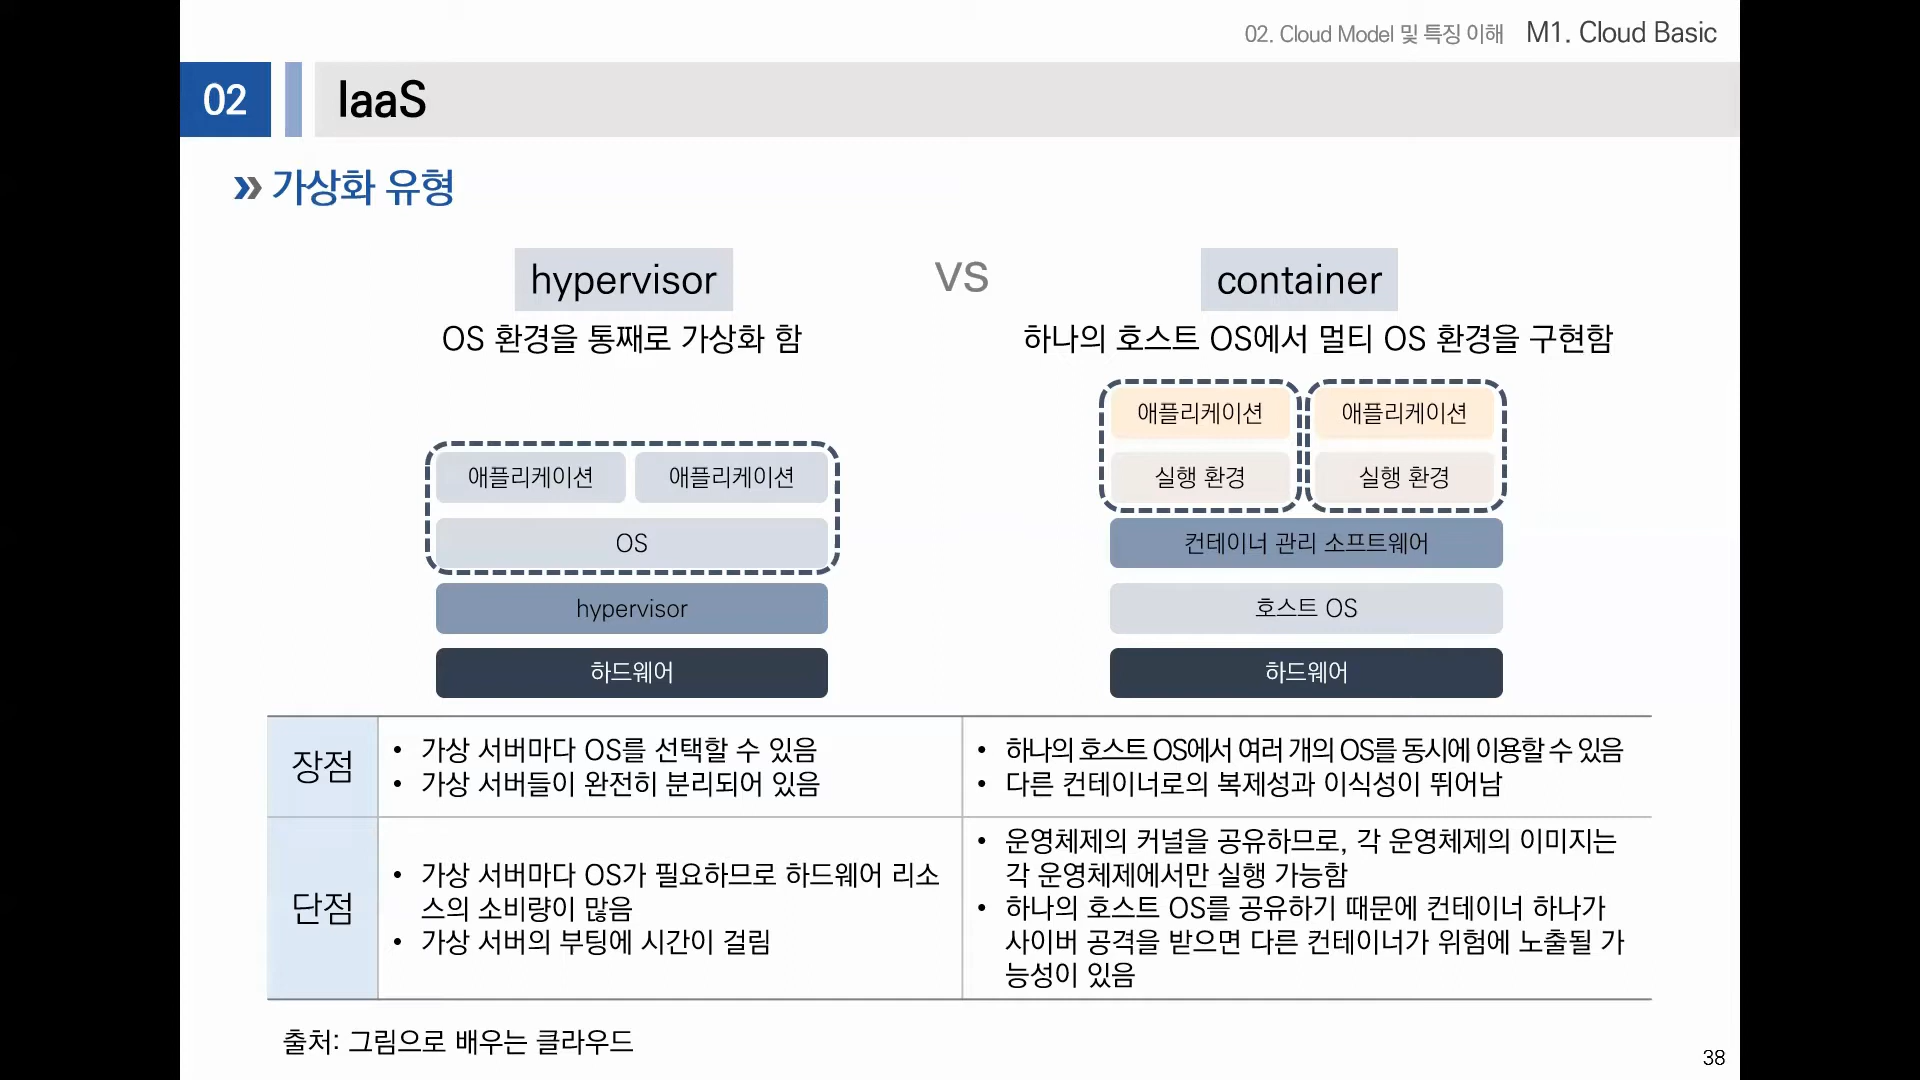 02. Cloud Model 및 특징 이해 M1. Cloud Basic
02 IaaS
가상화 유형
hypervisor VS container
OS 환경을 통째로 가상화 함
하나의 호스트 OS에서 멀티 OS 환경을 구현함
애플리케이션 애플리케이션
OS
hypervisor
하드웨어
애플리케이션 애플리케이션
실행 환경 실행 환경
컨테이너 관리 소프트웨어
호스트 OS
하드웨어
장점
• 가상 서버마다 OS를 선택할 수 있음
• 가상 서버들이 완전히 분리되어 있음
• 하나의 호스트 OS에서 여러 개의 OS를 동시에 이용할 수 있음
• 다른 컨테이너로의 복제성과 이식성이 뛰어남
단점
• 가상 서버마다 OS가 필요하므로 하드웨어 리소
스의 소비량이 많음
• 가상 서버의 부팅에 시간이 걸림
• 운영체제의 커널을 공유하므로, 각 운영체제의 이미지는
각 운영체제에서만 실행 가능함
• 하나의 호스트 OS를 공유하기 때문에 컨테이너 하나가
사이버 공격을 받으면 다른 컨테이너가 위험에 노출될 가
능성이 있음
출처: 그림으로 배우는 클라우드
38